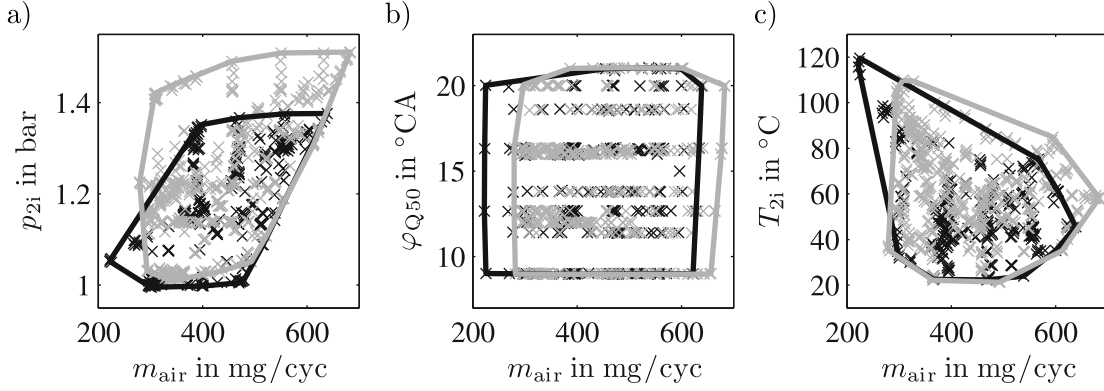 a)
b)
c)
p2i in bar
1.4
1.2
1
200 400 600
mair in mg/cyc
φQ50 in °CA
20
15
10
200 400 600
mair in mg/cyc
T2i in °C
120
100
80
60
40
20
200 400 600
mair in mg/cyc